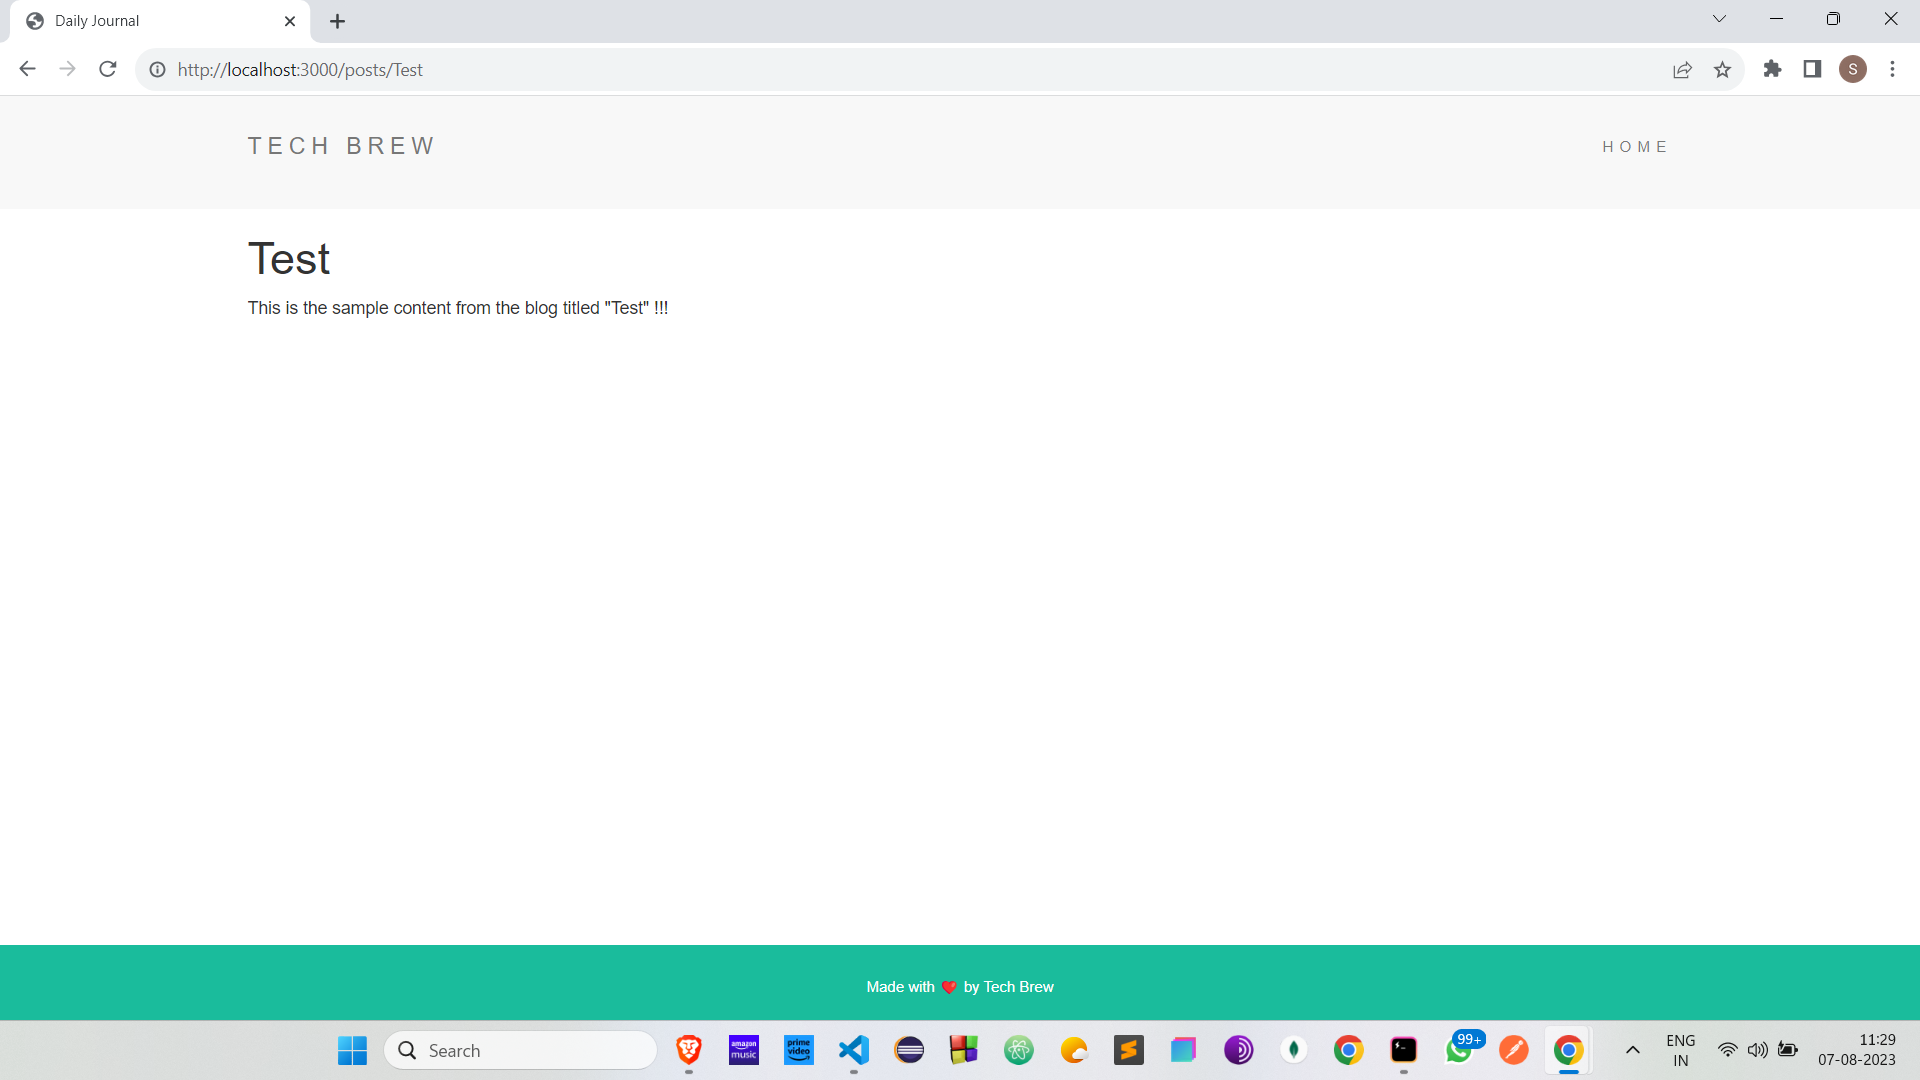 Daily Journal
http://localhost:3000/posts/Test
S
TECH BREW
HOME
Test
This is the sample content from the blog titled "Test" !!!
Made with ❤️ by Tech Brew
Search
amazon music
prime video
99+
ENG
IN
11:29
07-08-2023